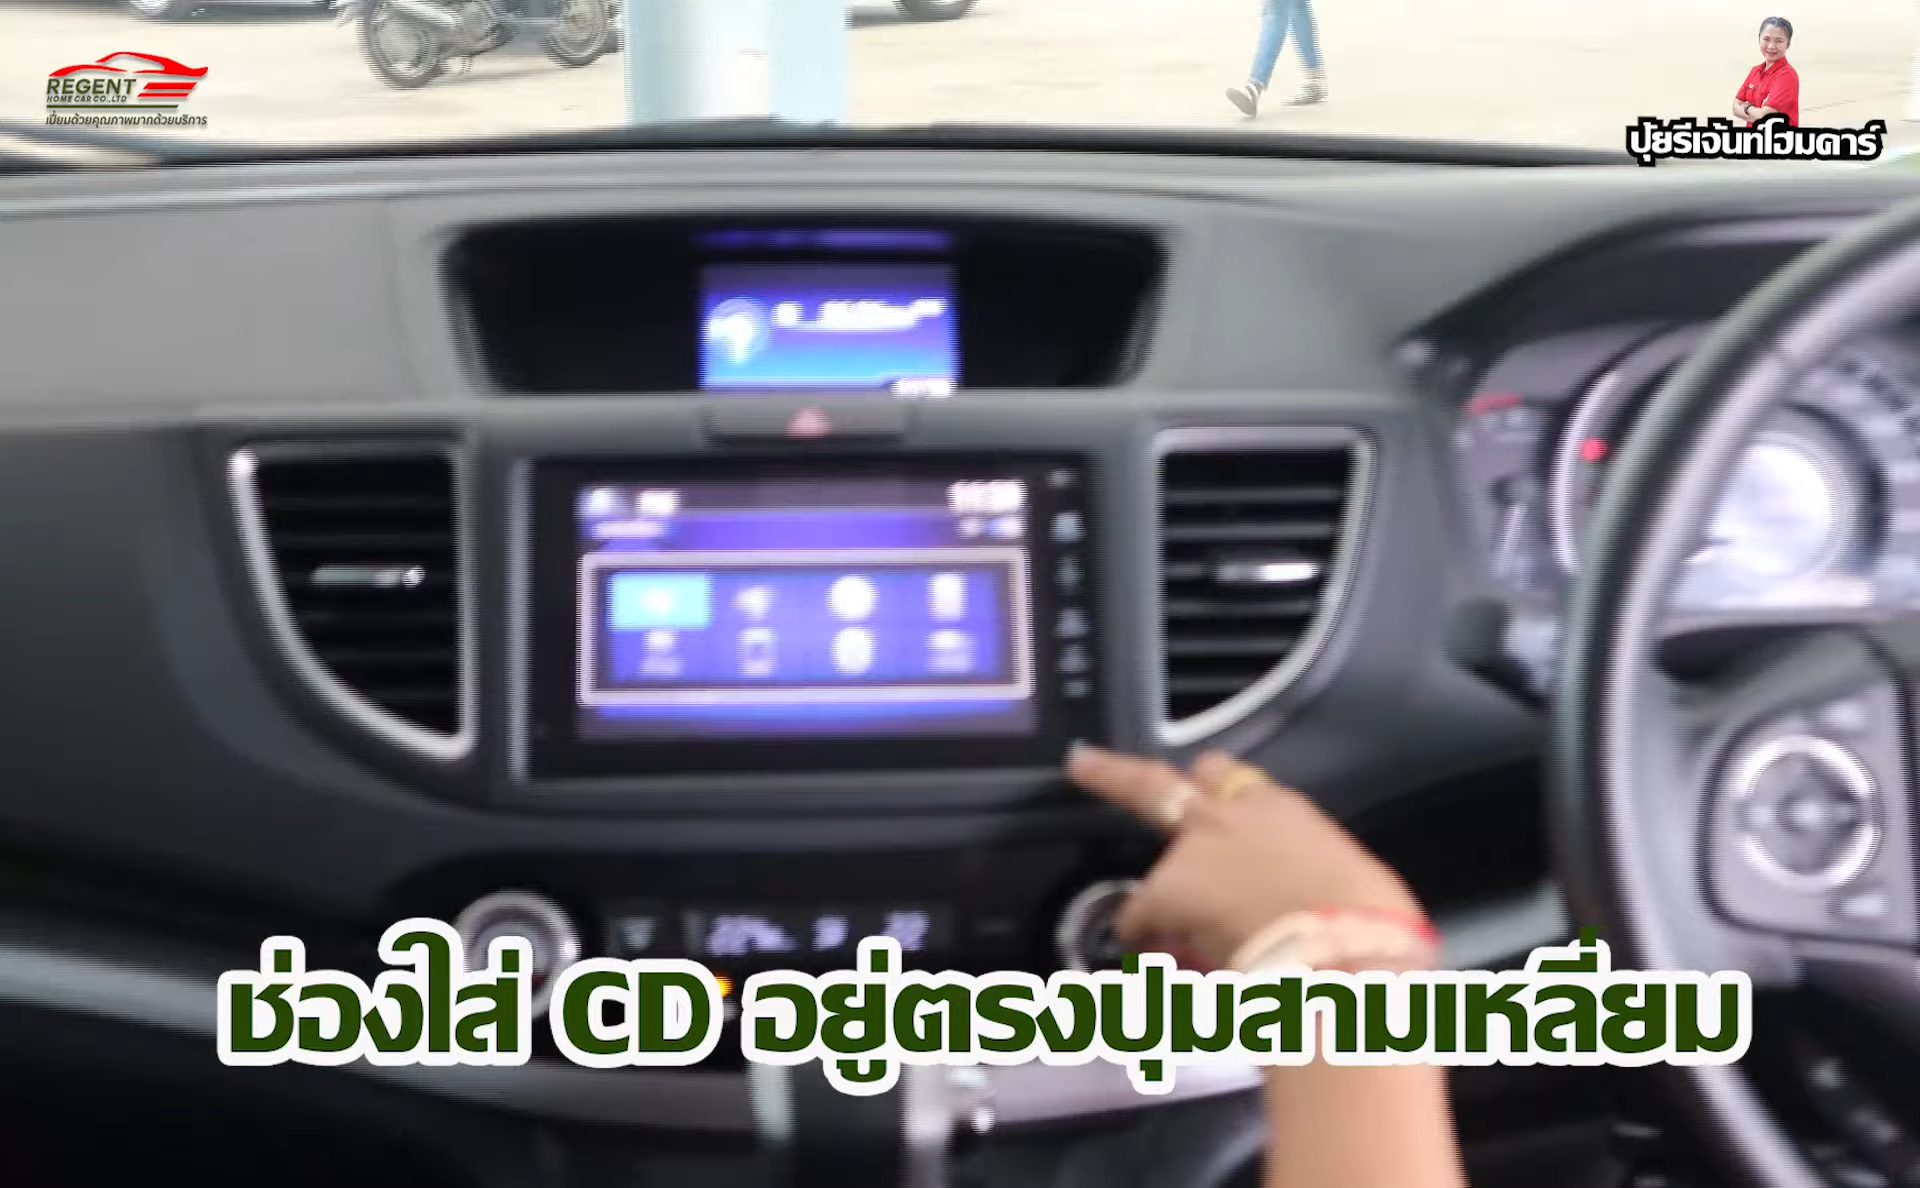 REGENT
HOME CAR CO.,LTD
เปี่ยมด้วยคุณภาพมากด้วยบริการ
ปุ้ยรีเจ้นท์โฮมคาร์
ช่องใส่ CD อยู่ตรงปุ่มสามเหลี่ยม